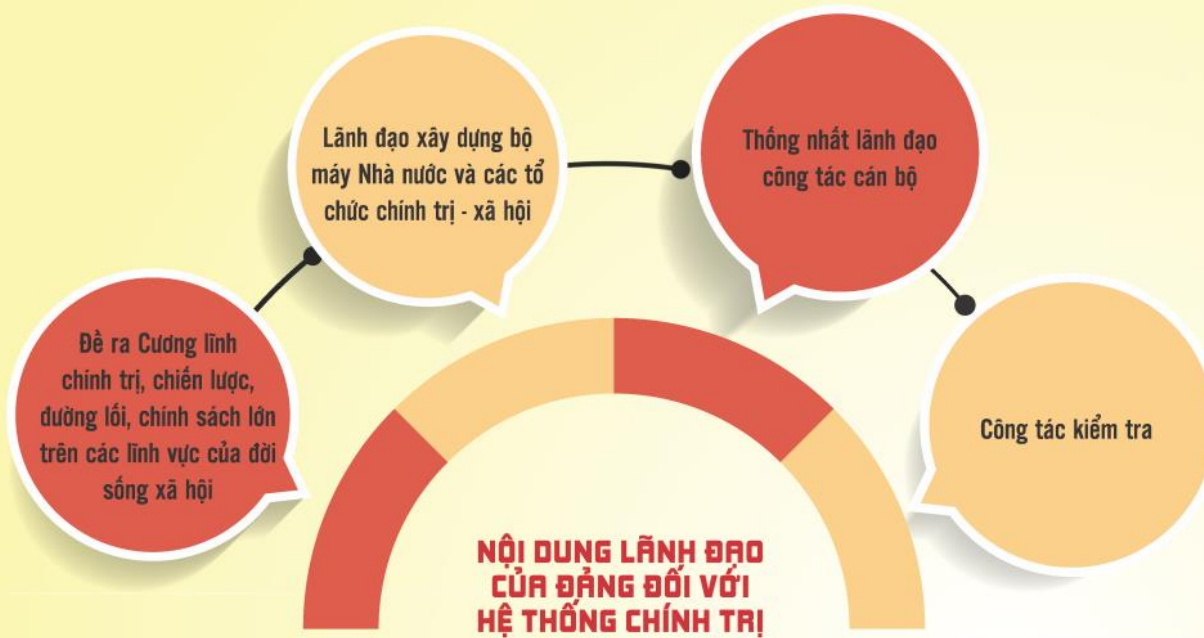 Lãnh đạo xây dựng bộ
máy Nhà nước và các tổ
chức chính trị - xã hội
Thống nhất lãnh đạo
công tác cán bộ
Đề ra Cương lĩnh
chính trị, chiến lược,
đường lối, chính sách lớn
trên các lĩnh vực của đời
sống xã hội
Công tác kiểm tra
NỘI DUNG LÃNH ĐẠO
CỦA ĐẢNG ĐỐI VỚI
HỆ THỐNG CHÍNH TRỊ